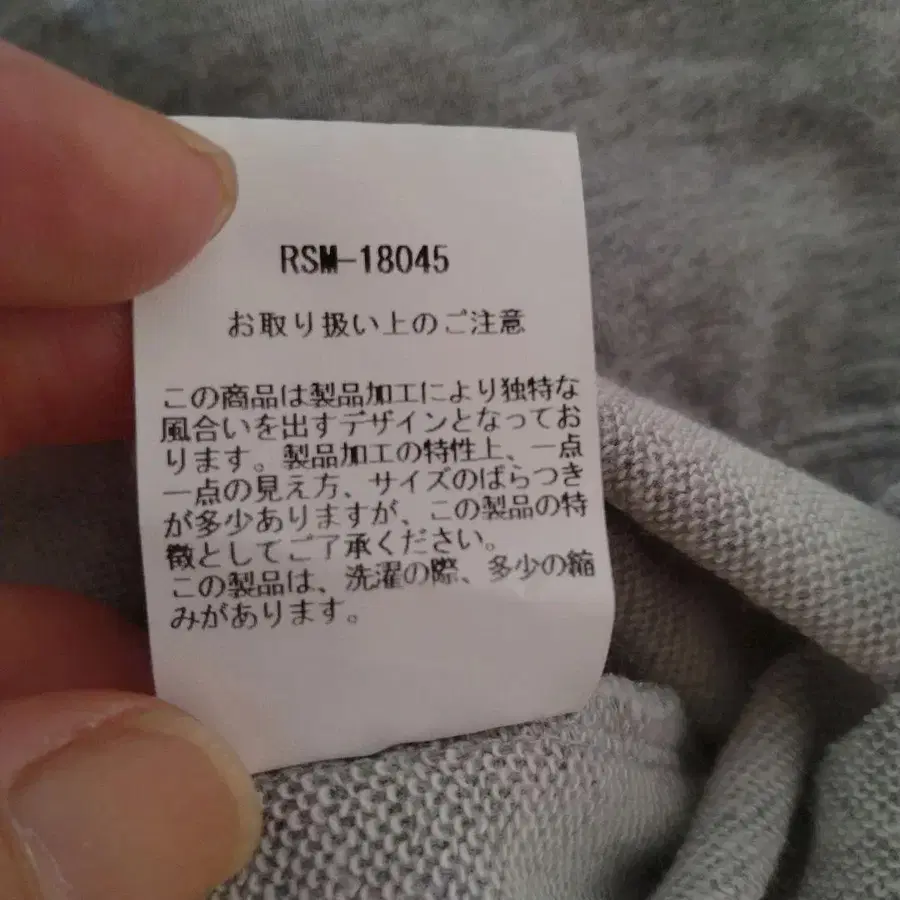 RSM-18045
お取り扱い上のご注意
この商品は製品加工により独特な
風合いを出すデザインとなってお
ります。製品加工の特性上、一点
一点の見え方、サイズのばらつき
が多少ありますが、この製品の特
徴としてご了承ください。
この製品は、洗濯の際、多少の縮
みがあります。